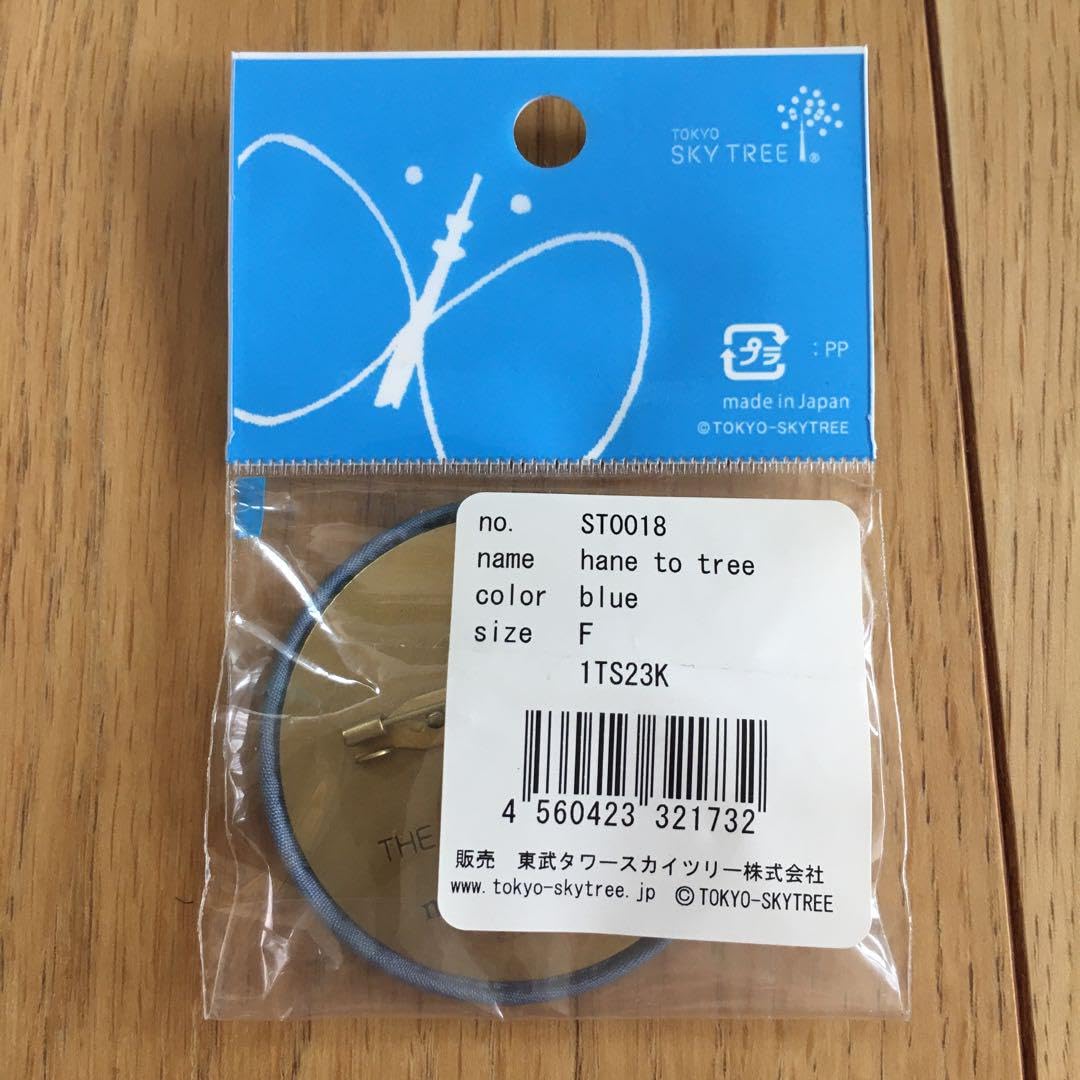 TOKYO
SKY TREE®
プラ : PP
made in Japan
©TOKYO-SKYTREE
no. ST0018
name hane to tree
color blue
size F
1TS23K
4 560423 321732
販売 東武タワースカイツリー株式会社
www.tokyo-skytree.jp ©TOKYO-SKYTREE
THE